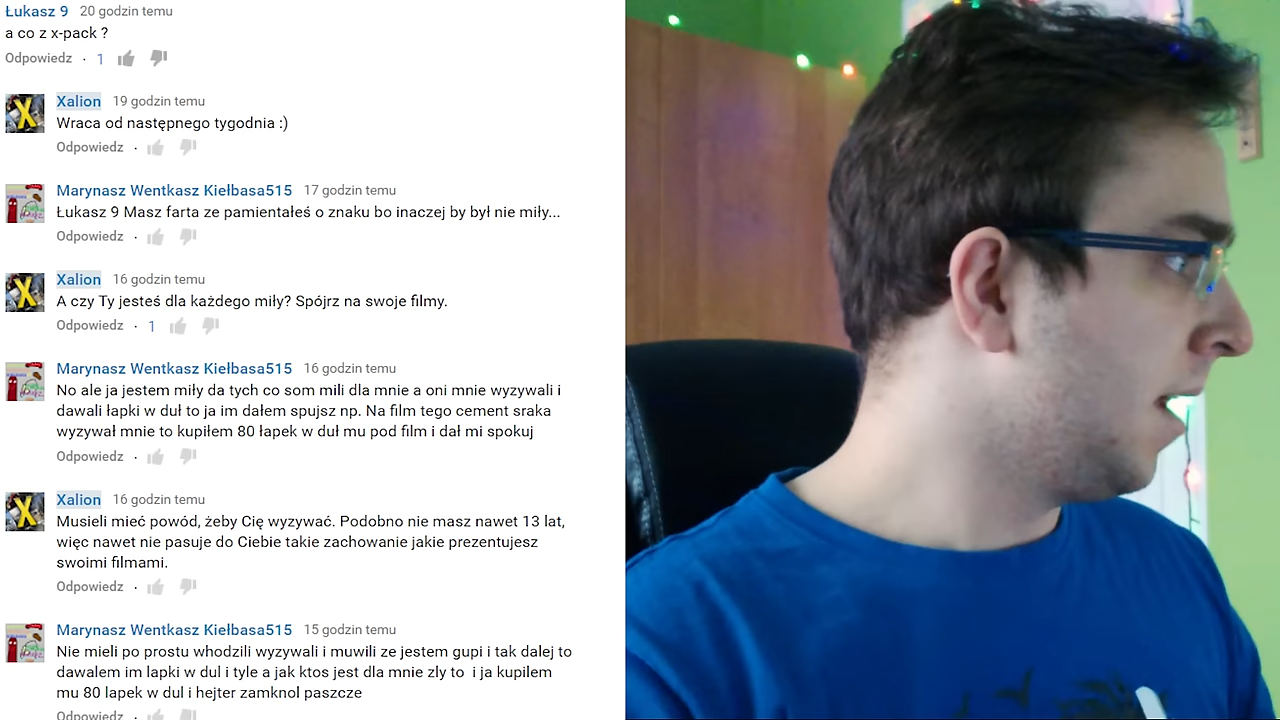 Łukasz 9 20 godzin temu
a co z x-pack ?
Odpowiedz · 1
Xalion 19 godzin temu
Wraca od następnego tygodnia :)
Odpowiedz ·
Marynasz Wentkasz Kiełbasa515 17 godzin temu
Łukasz 9 Masz farta ze pamientałeś o znaku bo inaczej by był nie miły...
Odpowiedz ·
Xalion 16 godzin temu
A czy Ty jesteś dla każdego miły? Spójrz na swoje filmy.
Odpowiedz · 1
Marynasz Wentkasz Kiełbasa515 16 godzin temu
No ale ja jestem miły da tych co som mili dla mnie a oni mnie wyzywali i
dawali łapki w duł to ja im dałem spujsz np. Na film tego cement sraka
wyzywał mnie to kupiłem 80 łapek w duł mu pod film i dał mi spokuj
Odpowiedz ·
Xalion 16 godzin temu
Musieli mieć powód, żeby Cię wyzywać. Podobno nie masz nawet 13 lat,
więc nawet nie pasuje do Ciebie takie zachowanie jakie prezentujesz
swoimi filmami.
Odpowiedz ·
Marynasz Wentkasz Kiełbasa515 15 godzin temu
Nie mieli po prostu whodzili wyzywali i muwili ze jestem gupi i tak dalej to
dawalem im lapki w dul i tyle a jak ktos jest dla mnie zly to i ja kupilem
mu 80 lapek w dul i hejter zamknol paszcze
Odpowiedz ·